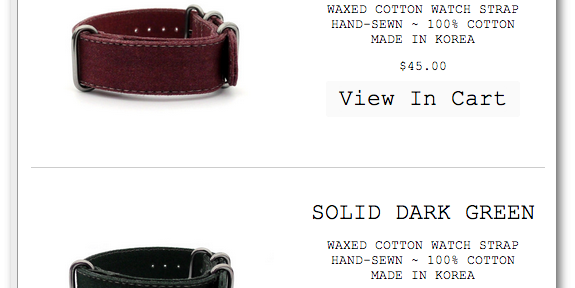 WAXED COTTON WATCH STRAP
HAND-SEWN ~ 100% COTTON
MADE IN KOREA
$45.00
View In Cart
SOLID DARK GREEN
WAXED COTTON WATCH STRAP
HAND-SEWN ~ 100% COTTON
MADE IN KOREA